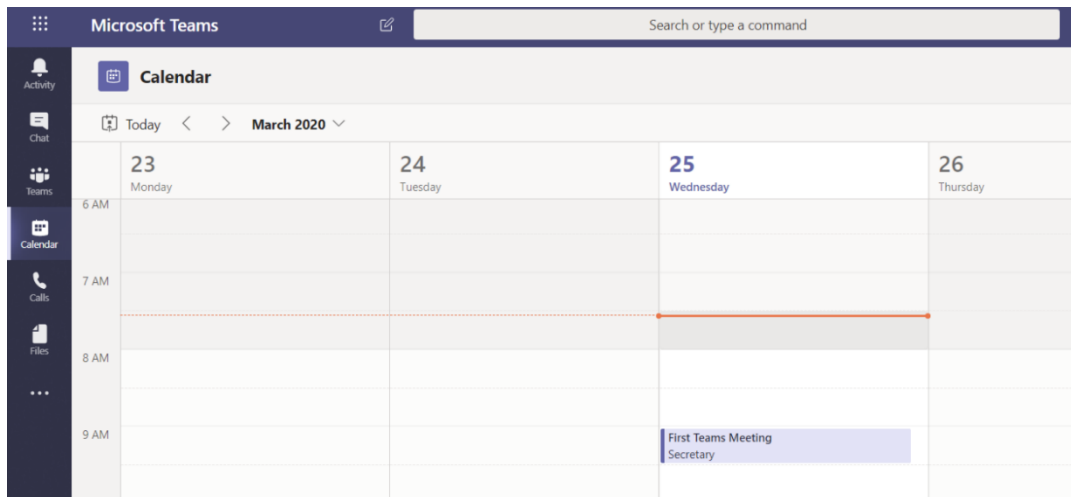 Microsoft Teams
Search or type a command
Activity
Chat
Teams
Calendar
Calls
Files
Calendar
Today
March 2020
23
Monday
24
Tuesday
25
Wednesday
26
Thursday
6 AM
7 AM
8 AM
9 AM
First Teams Meeting
Secretary